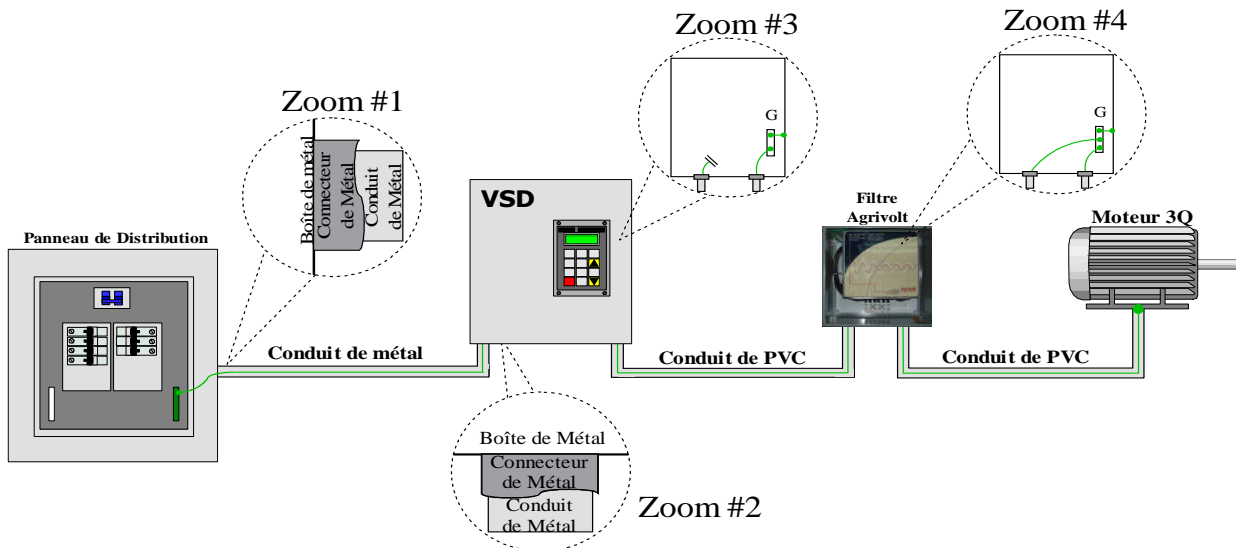 Zoom #3
Zoom #4
G
G
Zoom #1
Boîte de métal
Connecteur
de Métal
Conduit
de Métal
VSD
Filtre
Agrivolt
Moteur 3Q
Panneau de Distribution
Conduit de métal
Conduit de PVC
Conduit de PVC
Boîte de Métal
Connecteur
de Métal
Conduit
de Métal
Zoom #2